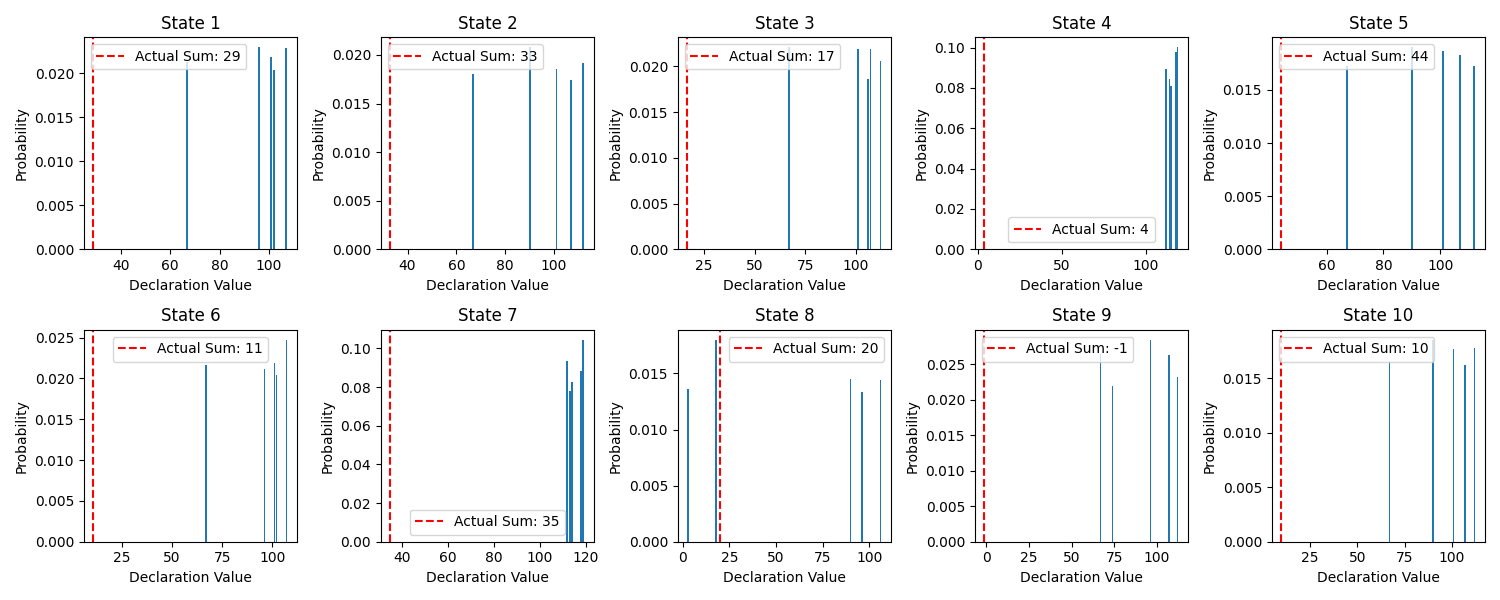 State 1
State 2
State 3
State 4
State 5
Probability
0.020
0.015
0.010
0.005
0.000
Actual Sum: 29
40 60 80 100
Declaration Value
Probability
0.020
0.015
0.010
0.005
0.000
Actual Sum: 33
40 60 80 100
Declaration Value
Probability
0.020
0.015
0.010
0.005
0.000
Actual Sum: 17
25 50 75 100
Declaration Value
Probability
0.10
0.08
0.06
0.04
0.02
0.00
Actual Sum: 4
0 50 100
Declaration Value
Probability
0.015
0.010
0.005
0.000
Actual Sum: 44
60 80 100
Declaration Value
State 6
State 7
State 8
State 9
State 10
Probability
0.025
0.020
0.015
0.010
0.005
0.000
Actual Sum: 11
25 50 75 100
Declaration Value
Probability
0.10
0.08
0.06
0.04
0.02
0.00
Actual Sum: 35
40 60 80 100 120
Declaration Value
Probability
0.015
0.010
0.005
0.000
Actual Sum: 20
0 25 50 75 100
Declaration Value
Probability
0.025
0.020
0.015
0.010
0.005
0.000
Actual Sum: -1
0 50 75 100
Declaration Value
Probability
0.015
0.010
0.005
0.000
Actual Sum: 10
25 50 75 100
Declaration Value